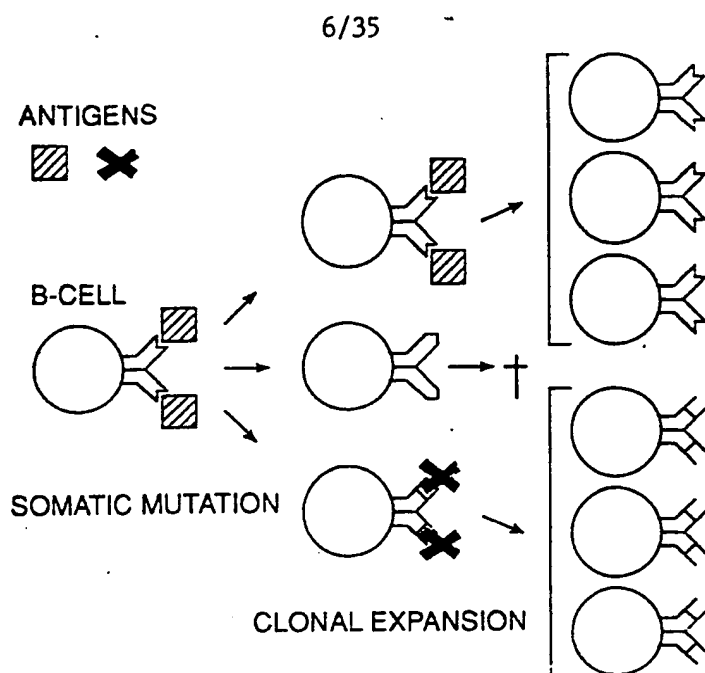 6/35
ANTIGENS
B-CELL
SOMATIC MUTATION
CLONAL EXPANSION